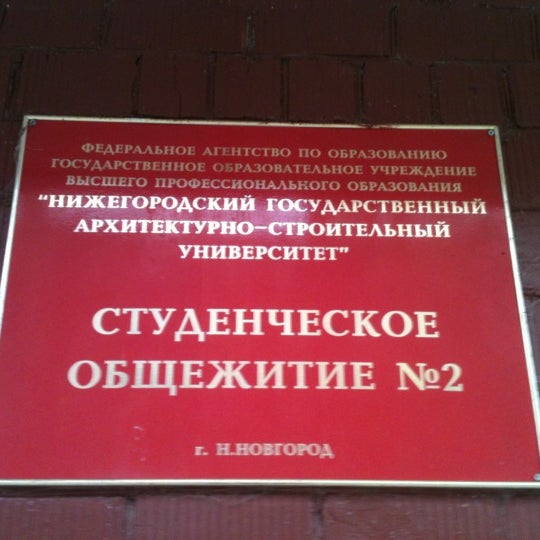 ФЕДЕРАЛЬНОЕ АГЕНТСТВО ПО ОБРАЗОВАНИЮ
ГОСУДАРСТВЕННОЕ ОБРАЗОВАТЕЛЬНОЕ УЧРЕЖДЕНИЕ
ВЫСШЕГО ПРОФЕССИОНАЛЬНОГО ОБРАЗОВАНИЯ
"НИЖЕГОРОДСКИЙ ГОСУДАРСТВЕННЫЙ
АРХИТЕКТУРНО-СТРОИТЕЛЬНЫЙ
УНИВЕРСИТЕТ"
СТУДЕНЧЕСКОЕ
ОБЩЕЖИТИЕ №2
г. Н.НОВГОРОД